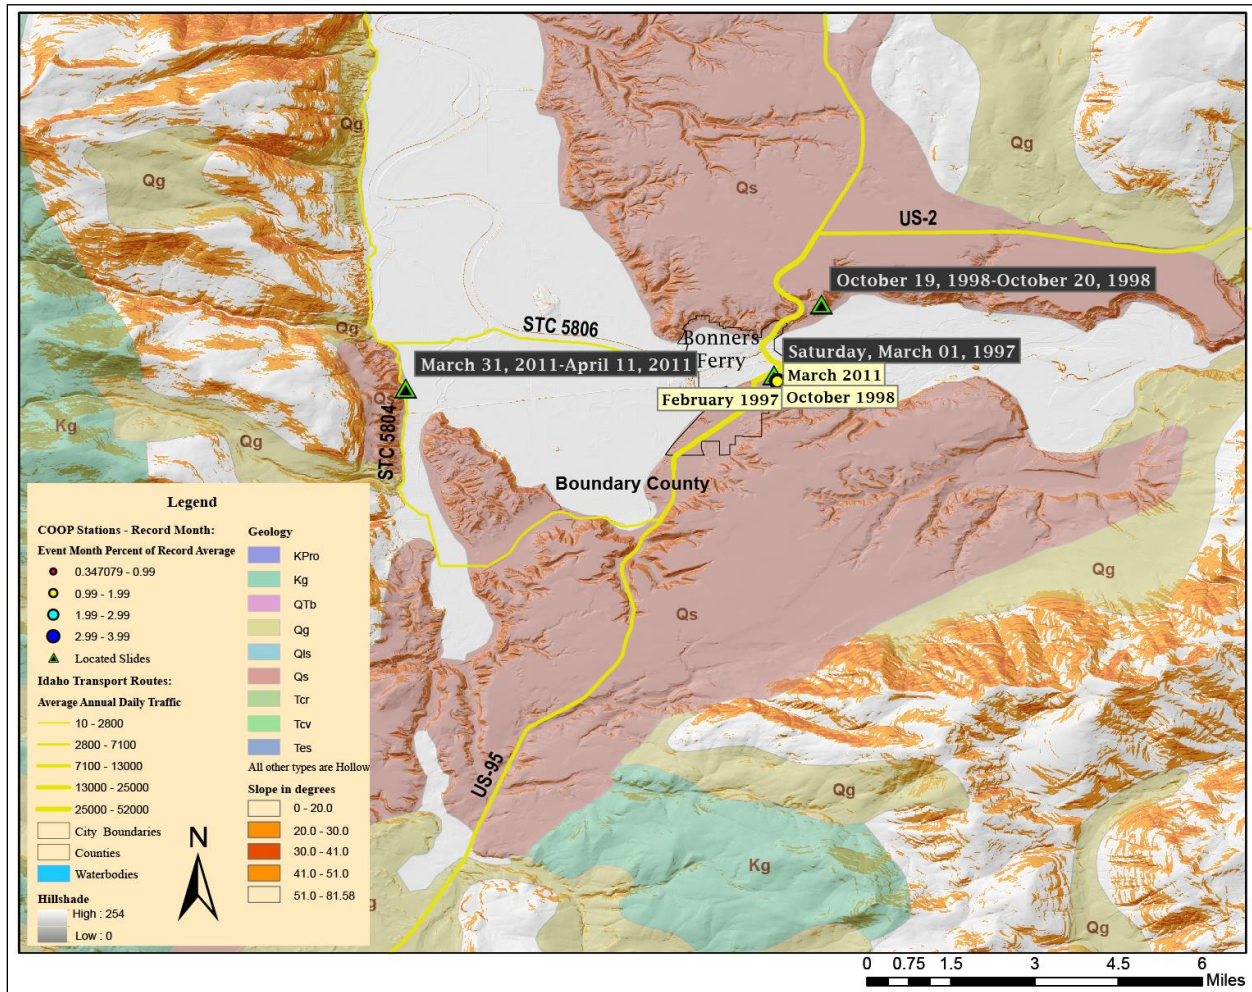 Qg
Qg
Qg
Qs
US-2
October 19, 1998-October 20, 1998
STC 5806
Bonners
Ferry
Saturday, March 01, 1997
Qg
March 31, 2011-April 11, 2011
March 2011
February 1997
October 1998
Qs
STC 5804
Kg
Qg
Boundary County
Qg
Qs
US-95
Qg
Kg
Qg
Legend
COOP Stations - Record Month:
Event Month Percent of Record Average
0.347079 - 0.99
0.99 - 1.99
1.99 - 2.99
2.99 - 3.99
Located Slides
Idaho Transport Routes:
Average Annual Daily Traffic
10 - 2800
2800 - 7100
7100 - 13000
13000 - 25000
25000 - 52000
City Boundaries
Counties
Waterbodies
Hillshade
High : 254
Low : 0
N
Geology
KPro
Kg
QTb
Qg
Qls
Qs
Tcr
Tcv
Tes
All other types are Hollow
Slope in degrees
0 - 20.0
20.0 - 30.0
30.0 - 41.0
41.0 - 51.0
51.0 - 81.58
0 0.75 1.5 3 4.5 6
Miles